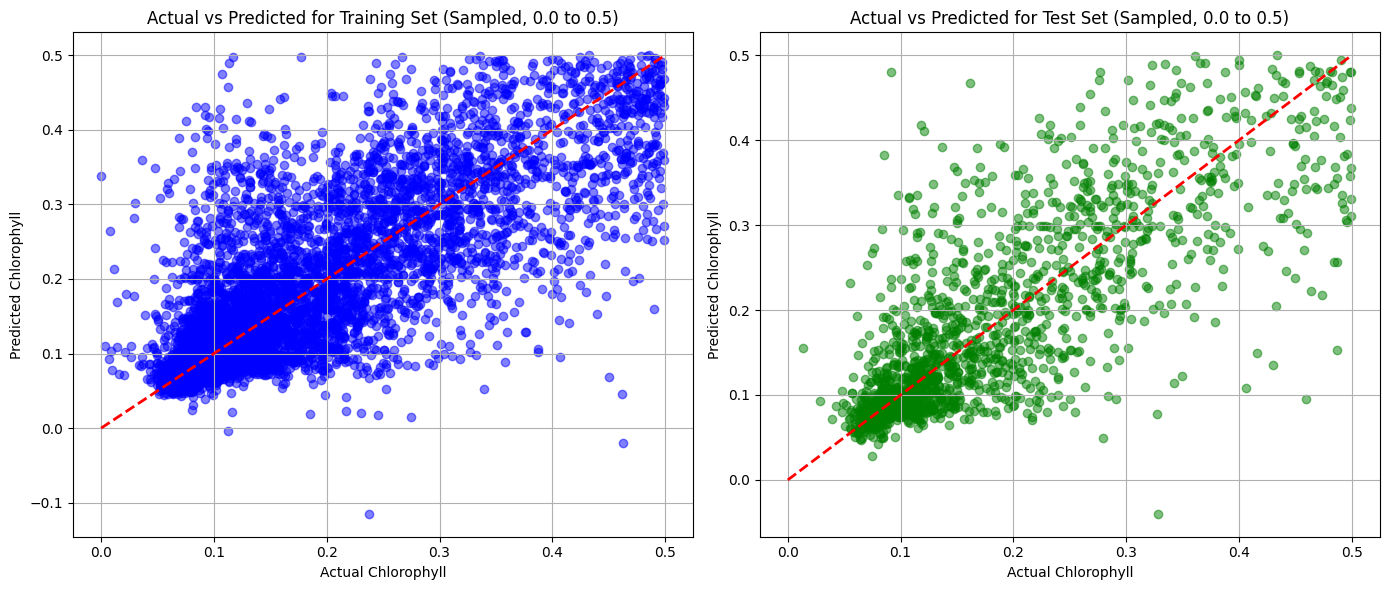 Actual vs Predicted for Training Set (Sampled, 0.0 to 0.5)
Predicted Chlorophyll
0.5
0.4
0.3
0.2
0.1
0.0
−0.1
0.0 0.1 0.2 0.3 0.4 0.5
Actual Chlorophyll
Actual vs Predicted for Test Set (Sampled, 0.0 to 0.5)
Predicted Chlorophyll
0.5
0.4
0.3
0.2
0.1
0.0
0.0 0.1 0.2 0.3 0.4 0.5
Actual Chlorophyll